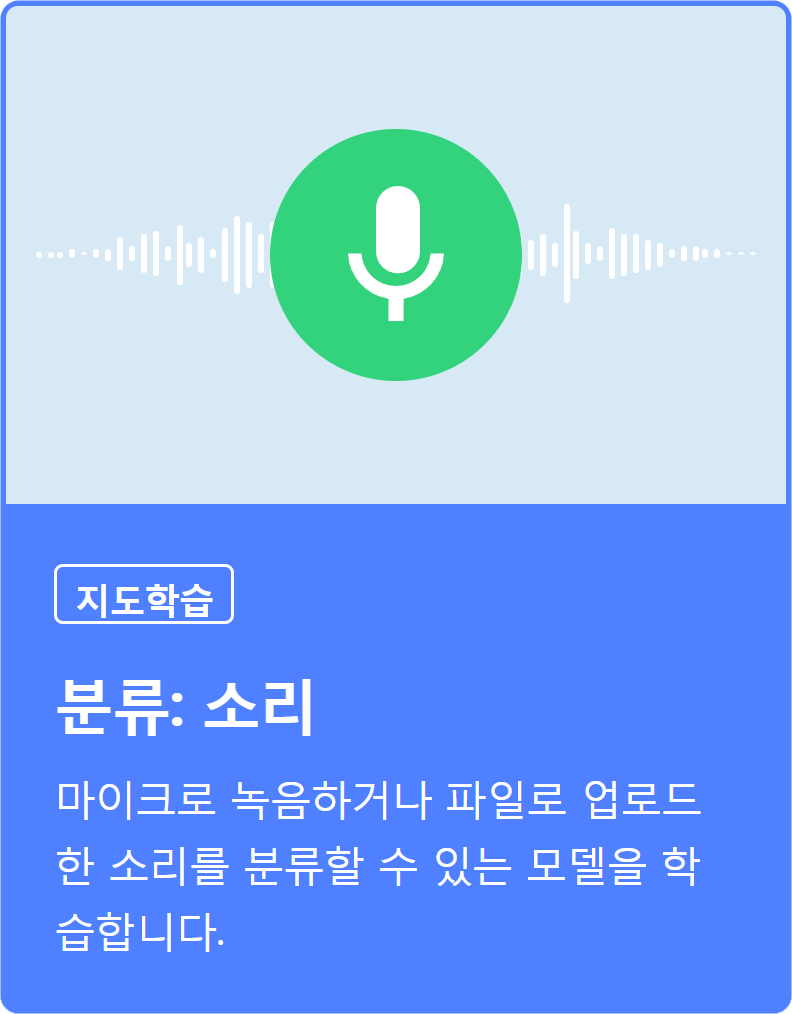 지도학습
분류: 소리
마이크로 녹음하거나 파일로 업로드
한 소리를 분류할 수 있는 모델을 학
습합니다.